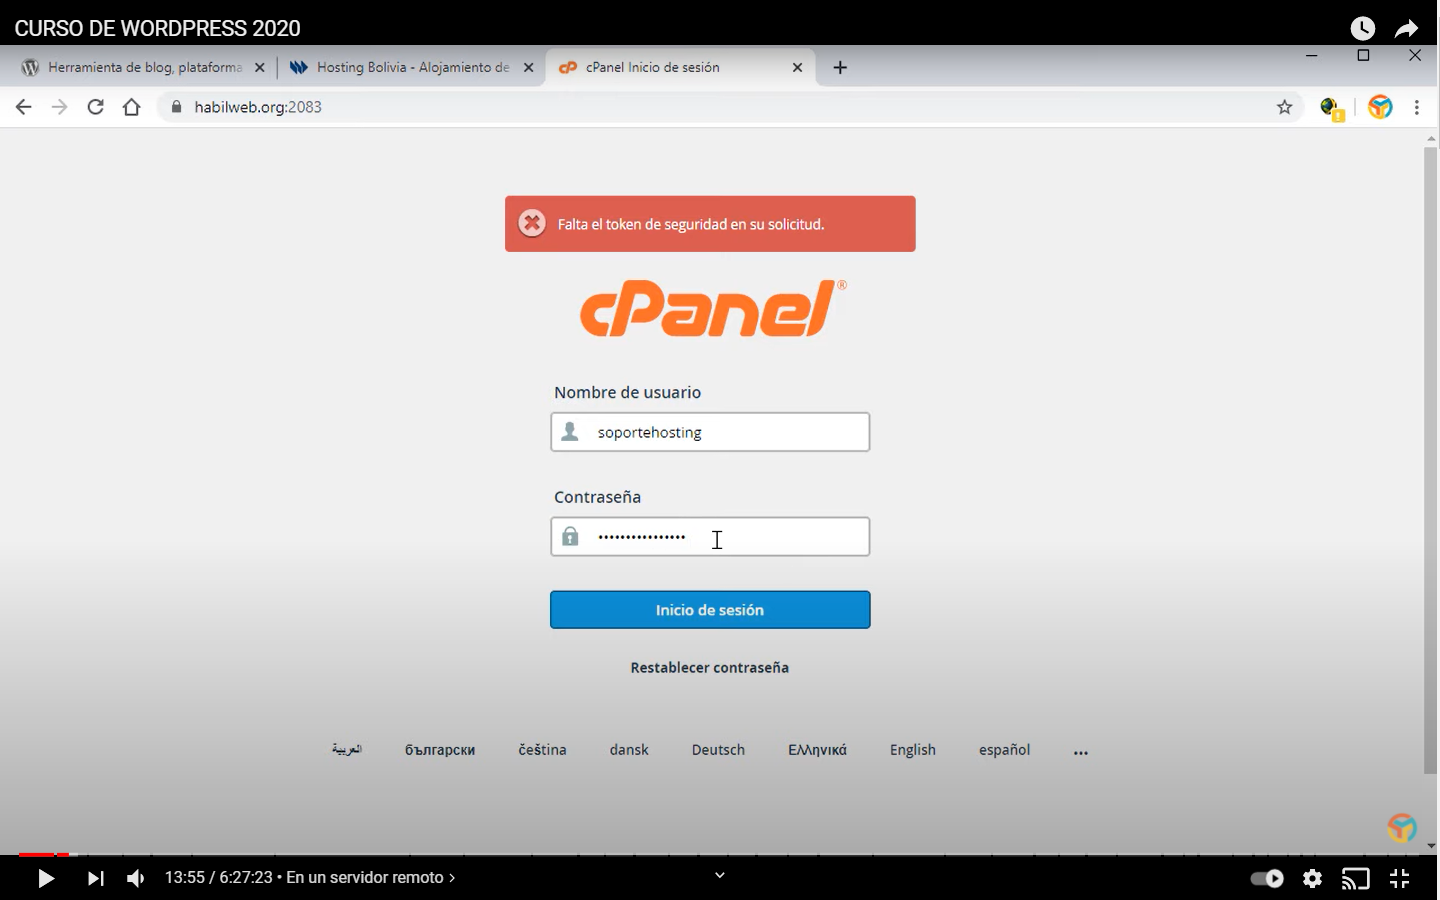 CURSO DE WORDPRESS 2020
Herramienta de blog, plataforma
Hosting Bolivia - Alojamiento de
cPanel Inicio de sesión
habilweb.org:2083
Falta el token de seguridad en su solicitud.
cPanel®
Nombre de usuario
soportehosting
Contraseña
••••••••••••••••
Inicio de sesión
Restablecer contraseña
العربية български čeština dansk Deutsch Ελληνικά English español ...
13:55 / 6:27:23 • En un servidor remoto ›